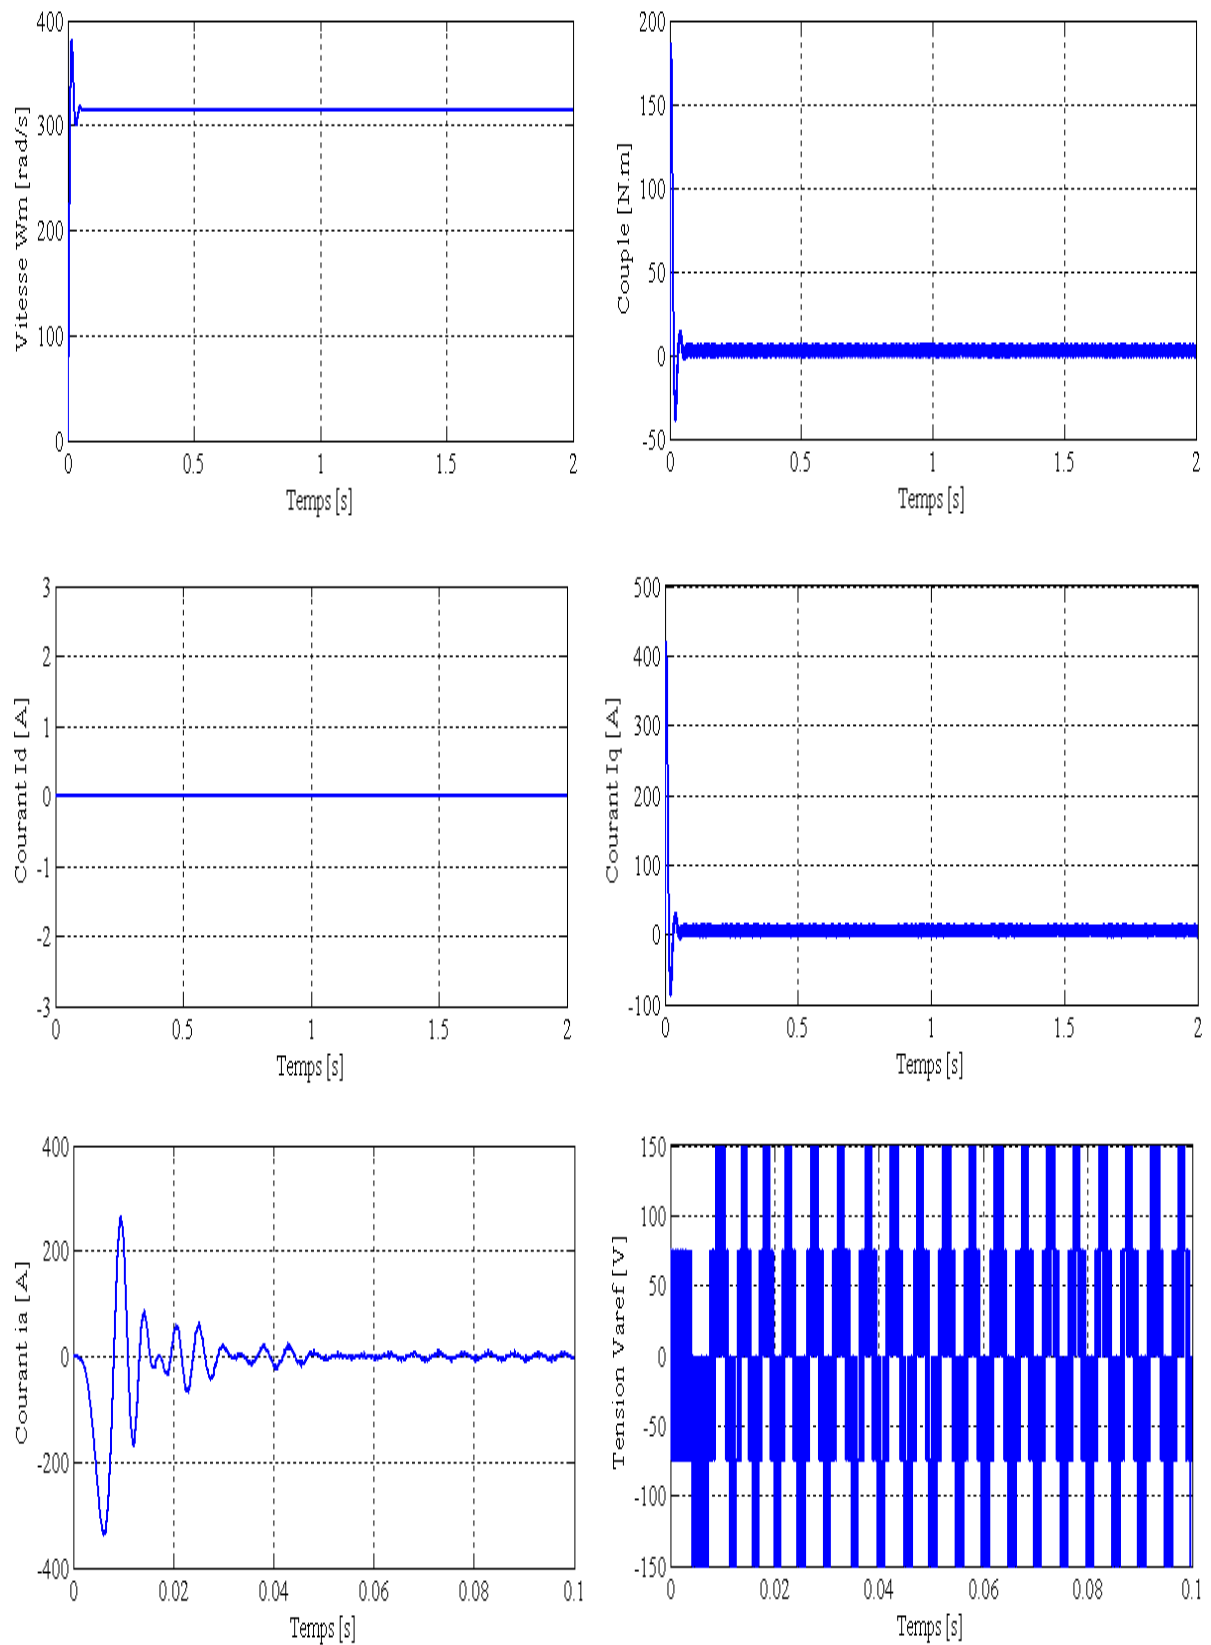 400
300
200
100
0
Vitesse Wm [rad/s]
0 0.5 1 1.5 2
Temps [s]
200
150
100
50
0
-50
Couple [N.m]
0 0.5 1 1.5 2
Temps [s]
3
2
1
0
-1
-2
-3
Courant Id [A]
0 0.5 1 1.5 2
Temps [s]
500
400
300
200
100
0
-100
Courant Iq [A]
0 0.5 1 1.5 2
Temps [s]
400
200
0
-200
-400
Courant ia [A]
0 0.02 0.04 0.06 0.08 0.1
Temps [s]
150
100
50
0
-50
-100
-150
Tension Varef [V]
0 0.02 0.04 0.06 0.08 0.1
Temps [s]